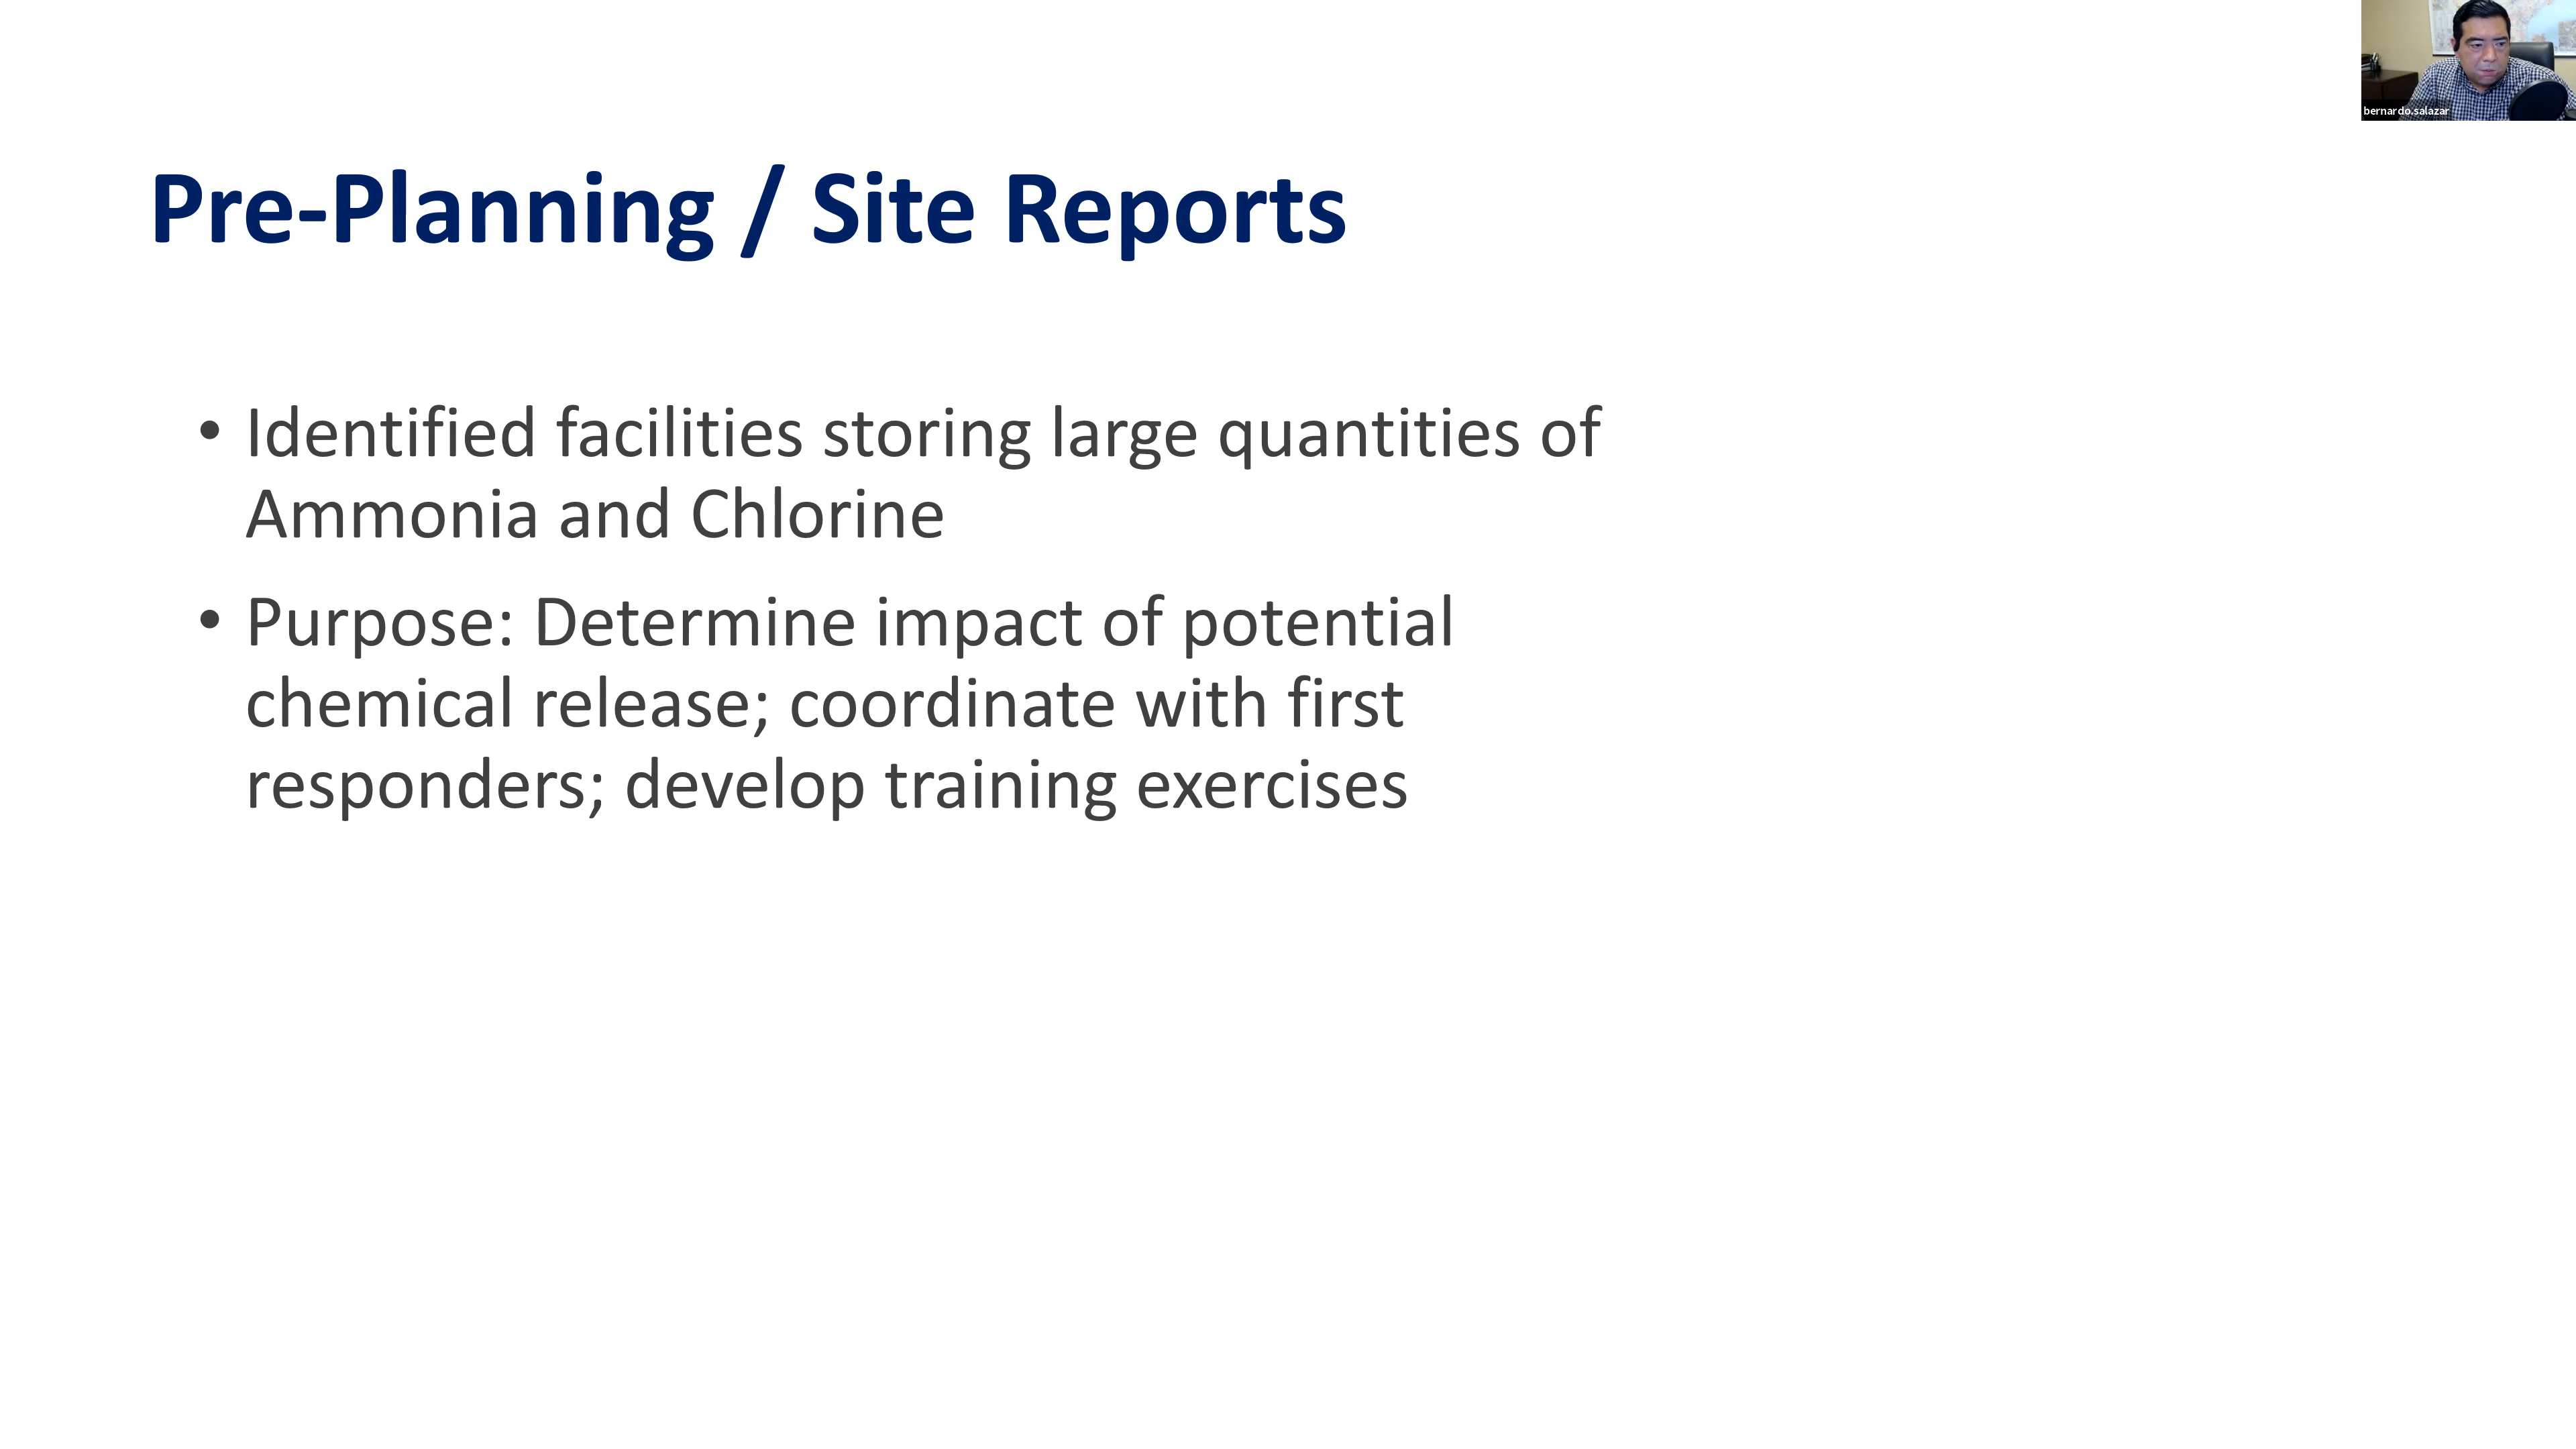 bernardo.salazar
Pre-Planning / Site Reports
• Identified facilities storing large quantities of
Ammonia and Chlorine
• Purpose: Determine impact of potential
chemical release; coordinate with first
responders; develop training exercises